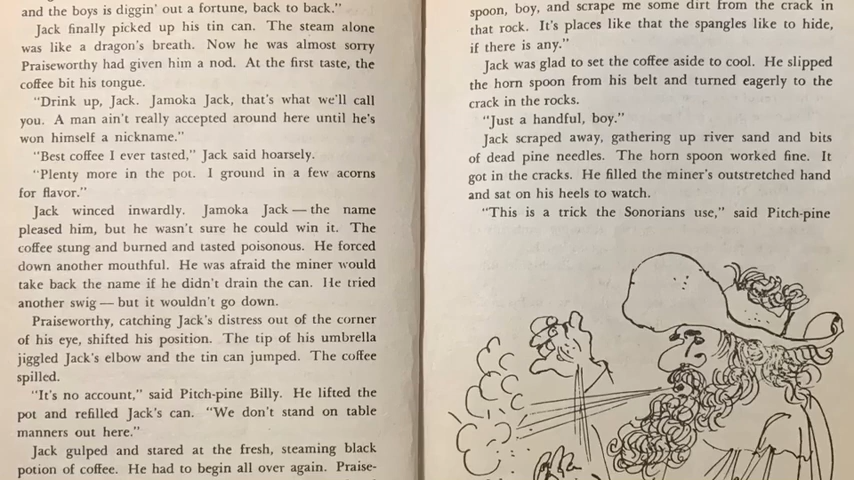 and the boys is diggin' out a fortune, back to back."
Jack finally picked up his tin can. The steam alone
was like a dragon's breath. Now he was almost sorry
Praiseworthy had given him a nod. At the first taste, the
coffee bit his tongue.
"Drink up, Jack. Jamoka Jack, that's what we'll call
you. A man ain't really accepted around here until he's
won himself a nickname."
"Best coffee I ever tasted," Jack said hoarsely.
"Plenty more in the pot. I ground in a few acorns
for flavor."
Jack winced inwardly. Jamoka Jack — the name
pleased him, but he wasn't sure he could win it. The
coffee stung and burned and tasted poisonous. He forced
down another mouthful. He was afraid the miner would
take back the name if he didn't drain the can. He tried
another swig — but it wouldn't go down.
Praiseworthy, catching Jack's distress out of the corner
of his eye, shifted his position. The tip of his umbrella
jiggled Jack's elbow and the tin can jumped. The coffee
spilled.
"It's no account," said Pitch-pine Billy. He lifted the
pot and refilled Jack's can. "We don't stand on table
manners out here."
Jack gulped and stared at the fresh, steaming black
potion of coffee. He had to begin all over again. Praise-
spoon, boy, and scrape me some dirt from the crack in
that rock. It's places like that the spangles like to hide,
if there is any."
Jack was glad to set the coffee aside to cool. He slipped
the horn spoon from his belt and turned eagerly to the
crack in the rocks.
"Just a handful, boy."
Jack scraped away, gathering up river sand and bits
of dead pine needles. The horn spoon worked fine. It
got in the cracks. He filled the miner's outstretched hand
and sat on his heels to watch.
"This is a trick the Sonorians use," said Pitch-pine